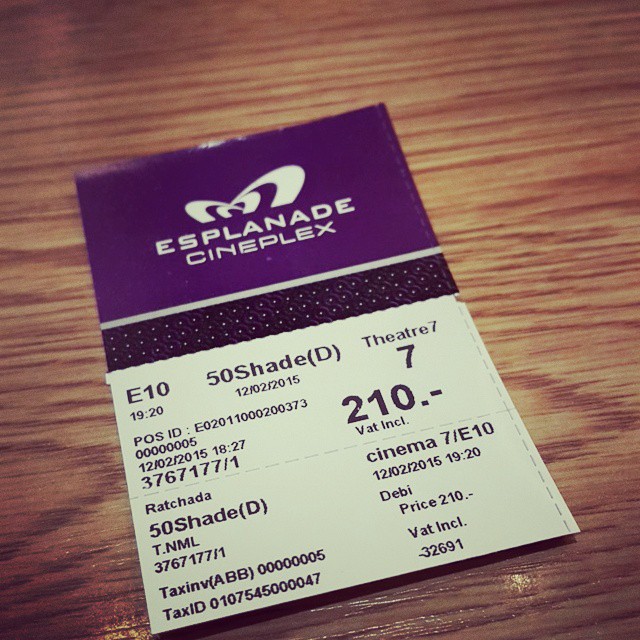 ESPLANADE
CINEPLEX
E10 50Shade(D) Theatre7
19:20 12/02/2015 7
POS ID : E02011000200373 210.-
00000005 Vat Incl.
12/02/2015 18:27
3767177/1
Ratchada cinema 7/E10
50Shade(D) 12/02/2015 19:20
T.NML Debi
3767177/1 Price 210.-
Taxinv(ABB) 00000005 Vat Incl.
TaxID 0107545000047 -32691